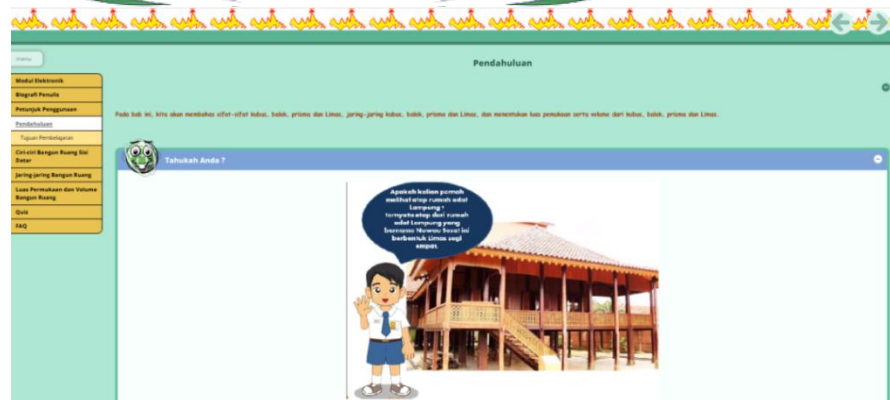 menu
Modul Elektronik
Biografi Penulis
Petunjuk Penggunaan
Pendahuluan
Tujuan Pembelajaran
Ciri-ciri Bangun Ruang Sisi
Datar
Jaring-jaring Bangun Ruang
Luas Permukaan dan Volume
Bangun Ruang
Quiz
FAQ
Pendahuluan
Pada bab ini, kita akan membahas sifat-sifat kubus, balok, prisma dan Limas, jaring-jaring kubus, balok, prisma dan Limas, dan menentukan luas permukaan serta volume dari kubus, balok, prisma dan Limas.
Tahukah Anda ?
Apakah kalian pernah
melihat atap rumah adat
Lampung ?
ternyata atap dari rumah
adat Lampung yang
bernama Nuwou Sesat ini
berbentuk Limas segi
empat.